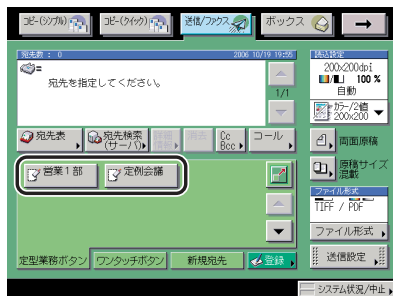 コピー(シンプル)
コピー(クイック)
送信/ファクス
ボックス
宛先数 : 0
2006 10/19 19:55
宛先を指定してください。
1/1
読込設定
200x200dpi
100 %
自動
カラー/2値
200x200
宛先表
宛先検索
(サーバ)
詳細
情報
消去
Cc
Bcc
コール
両面原稿
営業1部
定例会議
原稿サイズ
混載
ファイル形式
TIFF / PDF
ファイル形式
定型業務ボタン
ワンタッチボタン
新規宛先
登録
送信設定
システム状況/中止